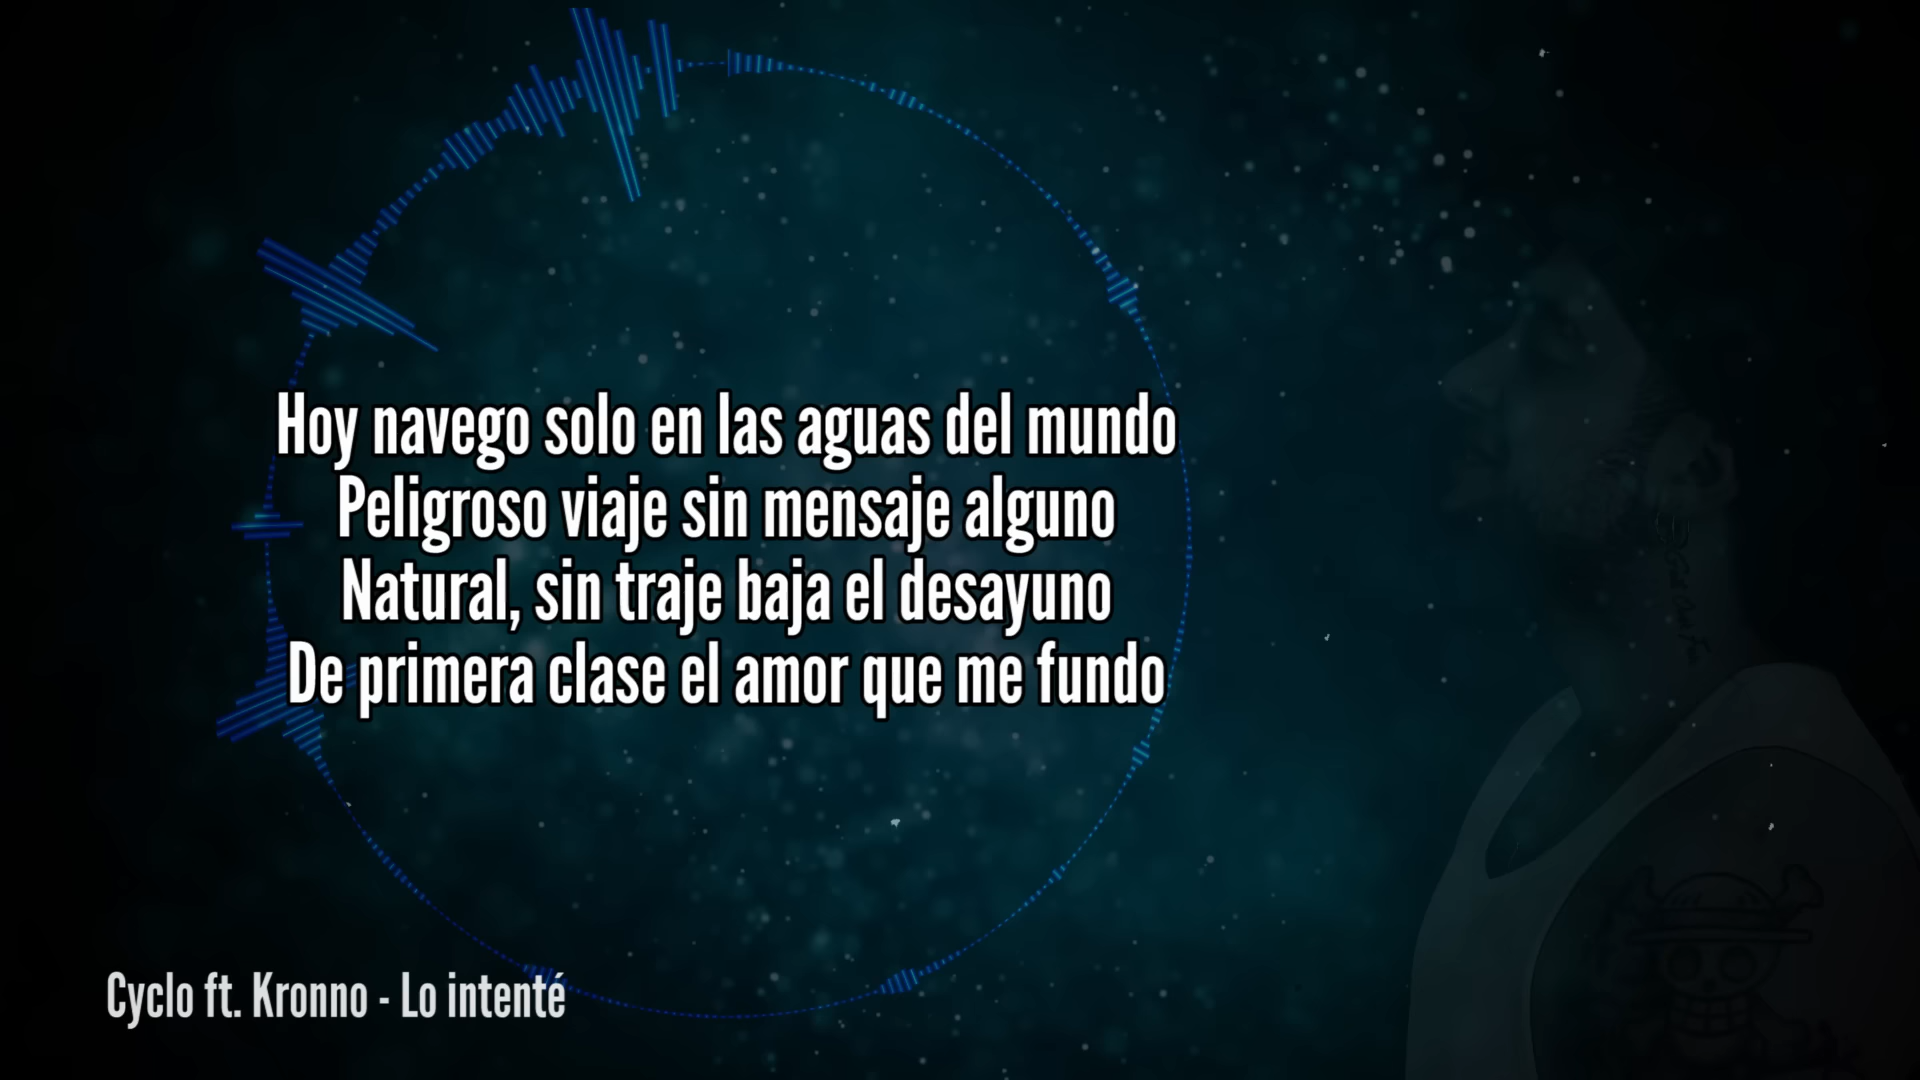 Hoy navego solo en las aguas del mundo
Peligroso viaje sin mensaje alguno
Natural, sin traje baja el desayuno
De primera clase el amor que me fundo
Cyclo ft. Kronno - Lo intenté